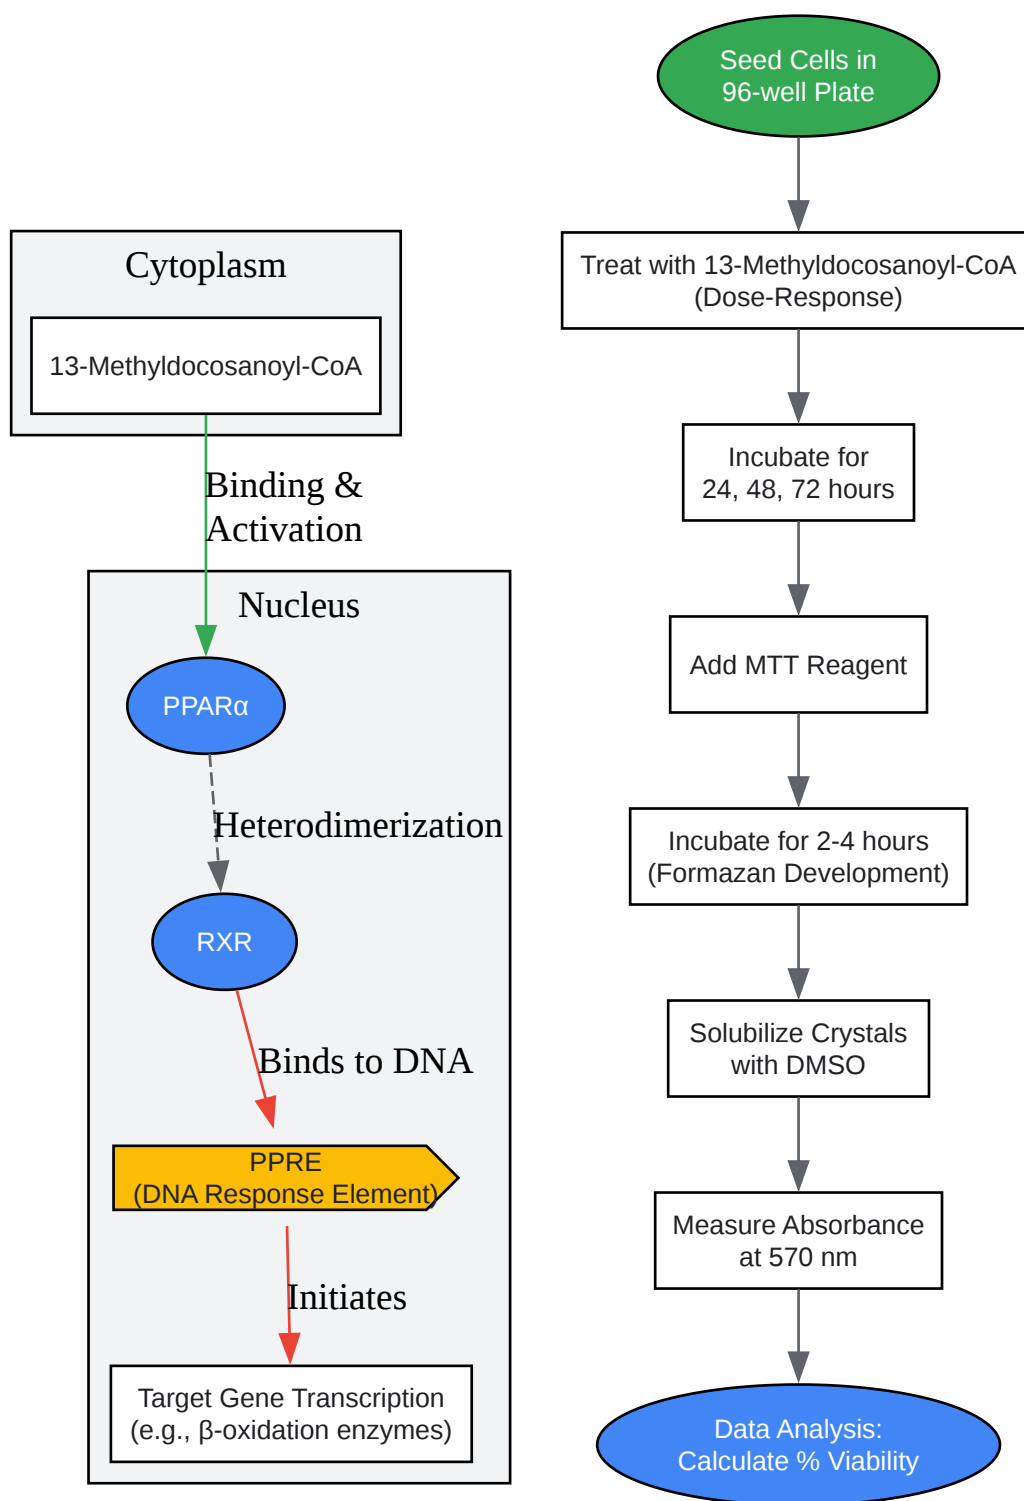 Cytoplasm
13-Methyldocosanoyl-CoA
Binding &
Activation
Nucleus
PPARα
Heterodimerization
RXR
Binds to DNA
PPRE
(DNA Response Element)
Initiates
Target Gene Transcription
(e.g., β-oxidation enzymes)
Seed Cells in
96-well Plate
Treat with 13-Methyldocosanoyl-CoA
(Dose-Response)
Incubate for
24, 48, 72 hours
Add MTT Reagent
Incubate for 2-4 hours
(Formazan Development)
Solubilize Crystals
with DMSO
Measure Absorbance
at 570 nm
Data Analysis:
Calculate % Viability